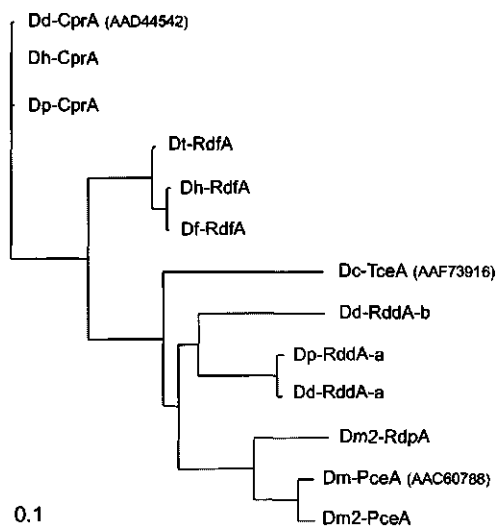 Dd-CprA (AAD44542)
Dh-CprA
Dp-CprA
Dt-RdfA
Dh-RdfA
Df-RdfA
Dc-TceA (AAF73916)
Dd-RddA-b
Dp-RddA-a
Dd-RddA-a
Dm2-RdpA
Dm-PceA (AAC60788)
Dm2-PceA
0.1